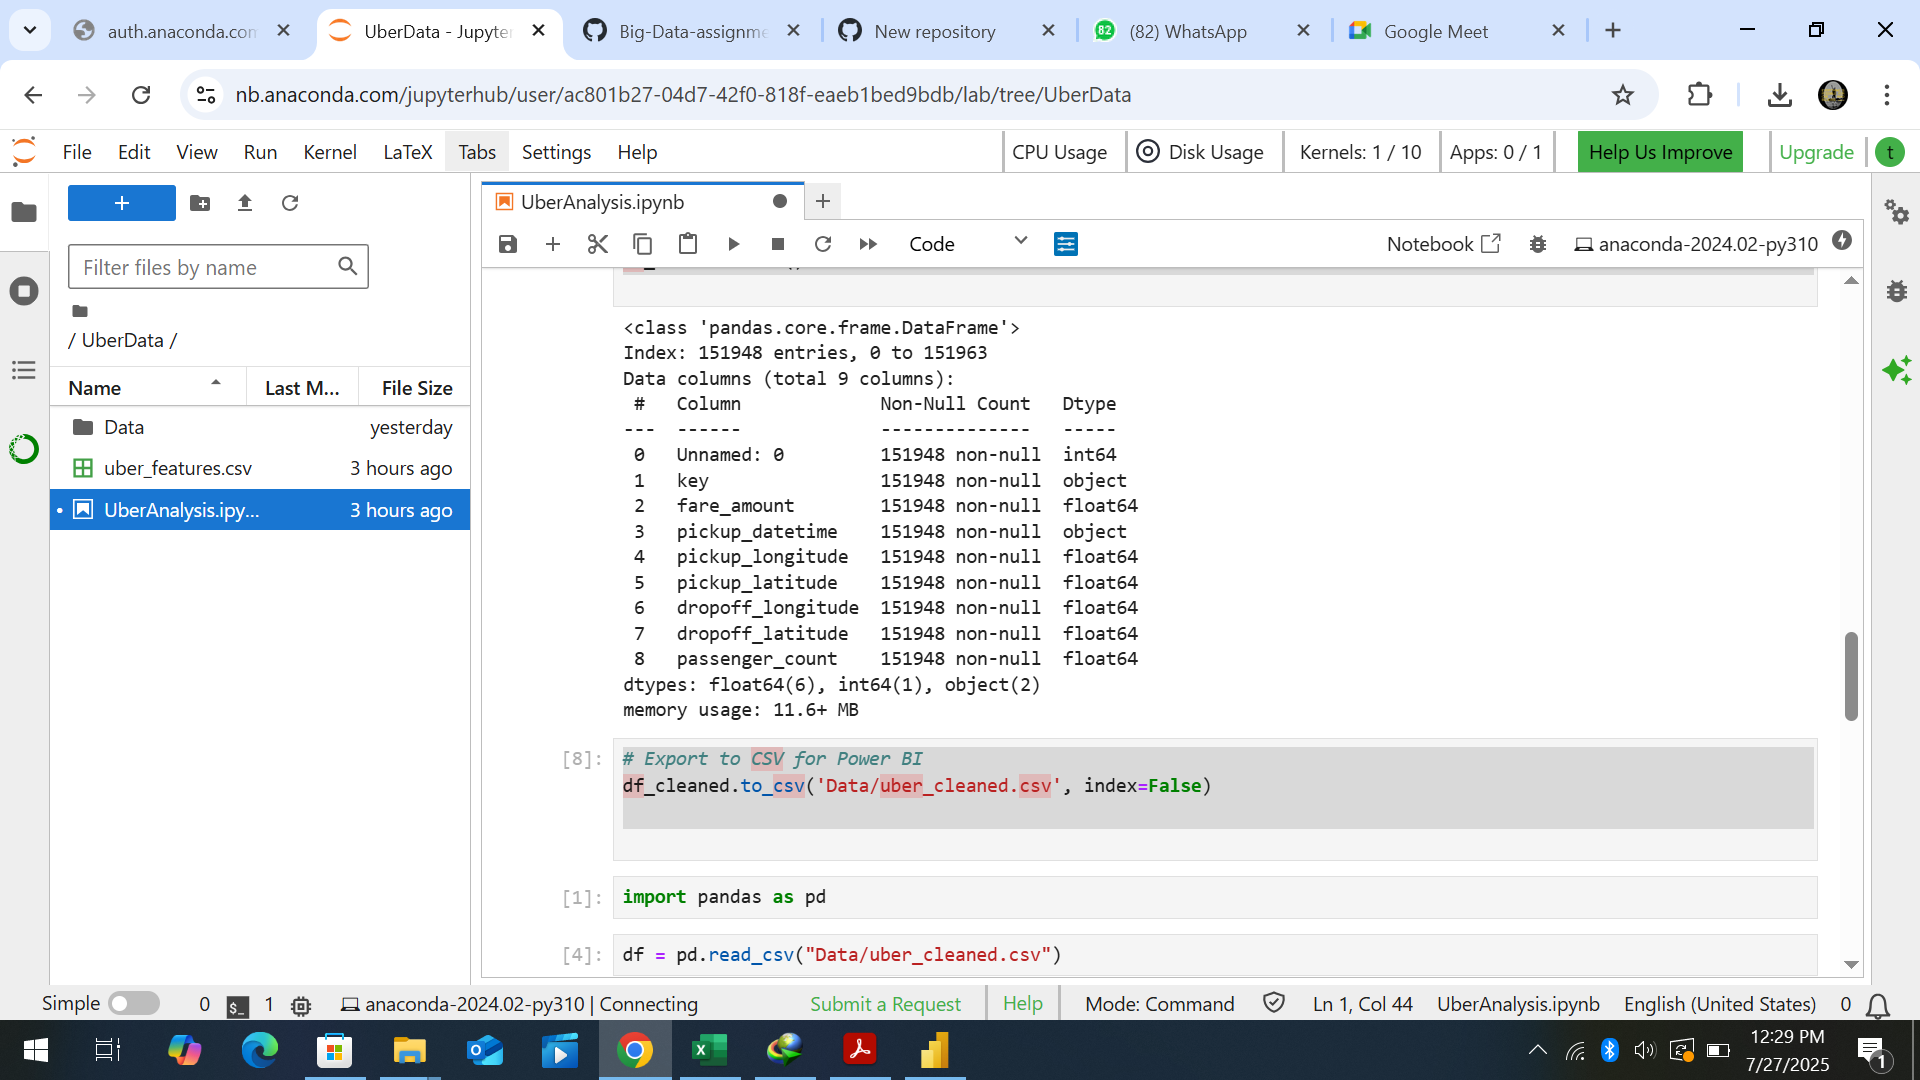 auth.anaconda.com
UberData - Jupyter
Big-Data-assignme
New repository
82
(82) WhatsApp
Google Meet
nb.anaconda.com/jupyterhub/user/ac801b27-04d7-42f0-818f-eaeb1bed9bdb/lab/tree/UberData
File Edit View Run Kernel LaTeX Tabs Settings Help
CPU Usage
Disk Usage
Kernels: 1 / 10
Apps: 0 / 1
Help Us Improve
Upgrade
t
UberAnalysis.ipynb
Code
Notebook
anaconda-2024.02-py310
Filter files by name
/ UberData /
Name Last M... File Size
Data yesterday
uber_features.csv 3 hours ago
UberAnalysis.ipy... 3 hours ago
<class 'pandas.core.frame.DataFrame'>
Index: 151948 entries, 0 to 151963
Data columns (total 9 columns):
 #   Column             Non-Null Count   Dtype
---  ------             --------------   -----
 0   Unnamed: 0         151948 non-null  int64
 1   key                151948 non-null  object
 2   fare_amount        151948 non-null  float64
 3   pickup_datetime    151948 non-null  object
 4   pickup_longitude   151948 non-null  float64
 5   pickup_latitude    151948 non-null  float64
 6   dropoff_longitude  151948 non-null  float64
 7   dropoff_latitude   151948 non-null  float64
 8   passenger_count    151948 non-null  float64
dtypes: float64(6), int64(1), object(2)
memory usage: 11.6+ MB
[8]: # Export to CSV for Power BI
df_cleaned.to_csv('Data/uber_cleaned.csv', index=False)
[1]: import pandas as pd
[4]: df = pd.read_csv("Data/uber_cleaned.csv")
Simple 0 $_ 1 anaconda-2024.02-py310 | Connecting
Submit a Request
Help
Mode: Command
Ln 1, Col 44
UberAnalysis.ipynb
English (United States)
0
12:29 PM
7/27/2025
1